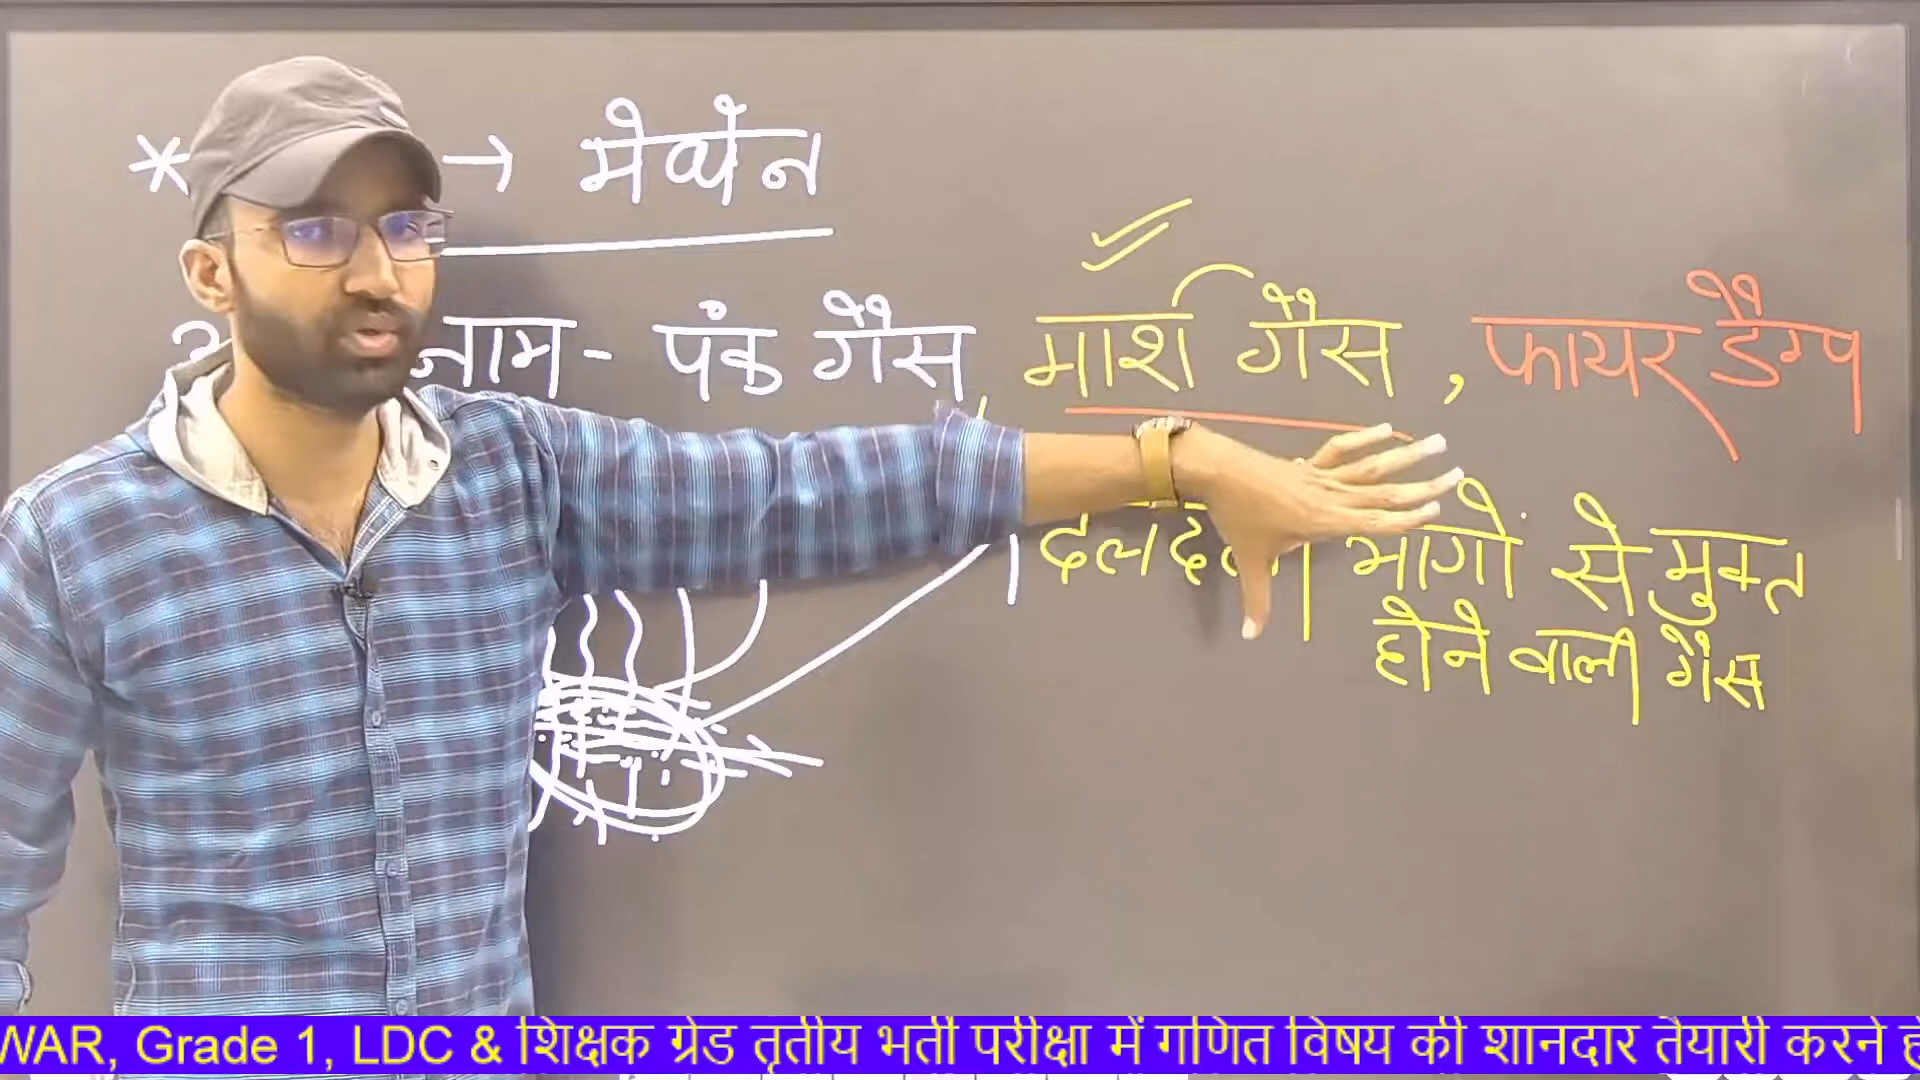 * → मेथेन
नाम - पंक गैस, मार्श गैस, फायर डैम्प
भागों से मुक्त
होने वाली गैस
WAR, Grade 1, LDC & शिक्षक ग्रेड तृतीय भर्ती परीक्षा में गणित विषय की शानदार तैयारी करने